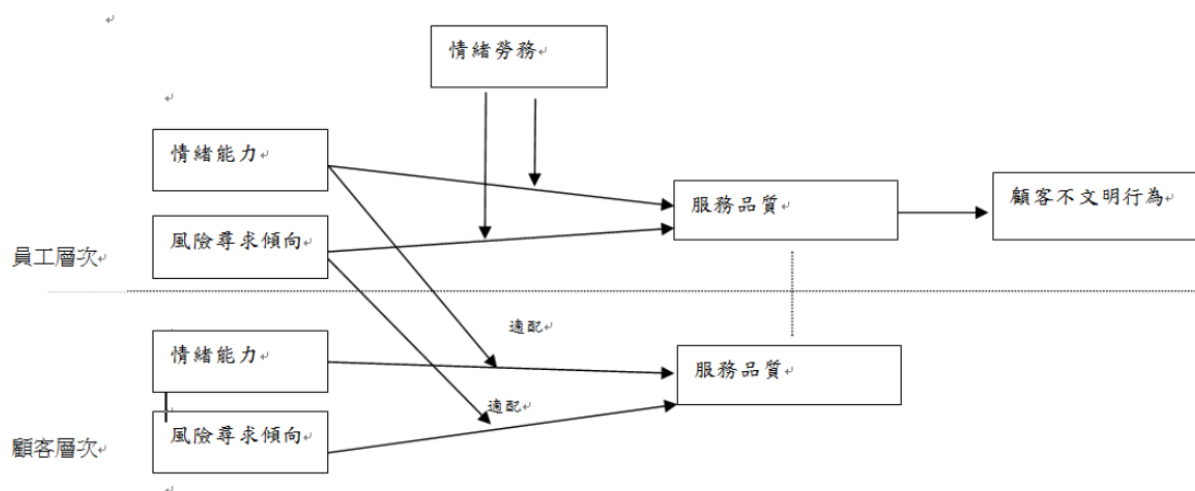 情緒勞務
情緒能力
風險尋求傾向
服務品質
顧客不文明行為
員工層次
適配
情緒能力
服務品質
適配
風險尋求傾向
顧客層次